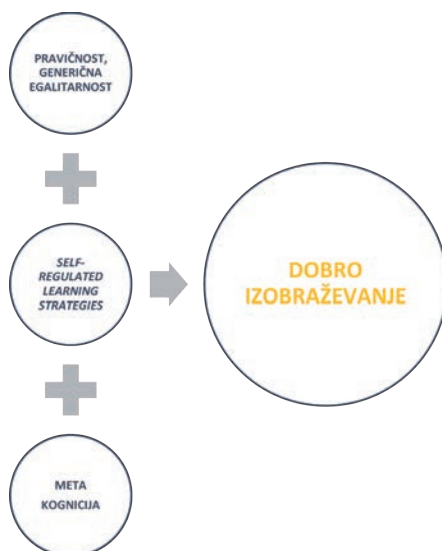 PRAVIČNOST,
GENERIČNA
EGALITARNOST
SELF-
REGULATED
LEARNING
STRATEGIES
DOBRO
IZOBRAŽEVANJE
META
KOGNICIJA